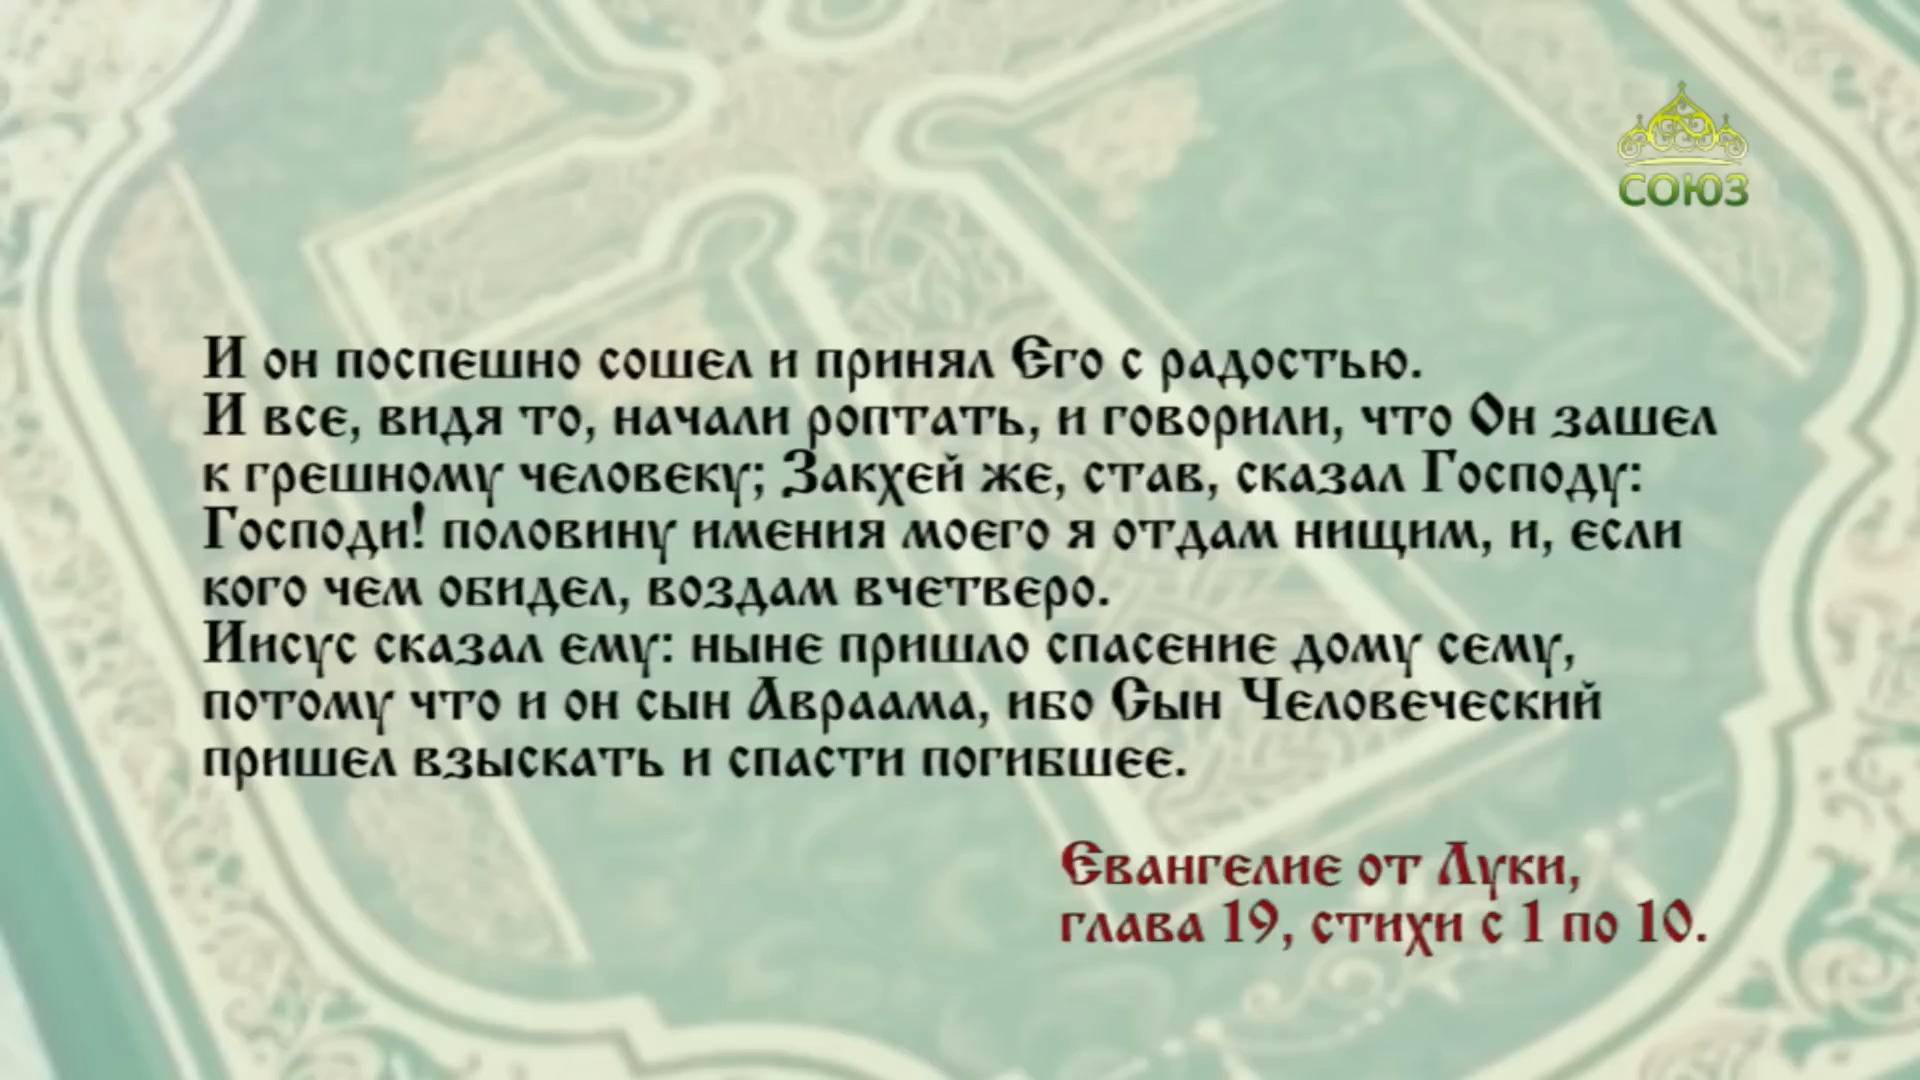 СОЮЗ
И он поспешно сошел и принял Его с радостью.
И все, видя то, начали роптать, и говорили, что Он зашел
к грешному человеку; Закхей же, став, сказал Господу:
Господи! половину имения моего я отдам нищим, и, если
кого чем обидел, воздам вчетверо.
Иисус сказал ему: ныне пришло спасение дому сему,
потому что и он сын Авраама, ибо Сын Человеческий
пришел взыскать и спасти погибшее.
Евангелие от Луки,
глава 19, стихи с 1 по 10.